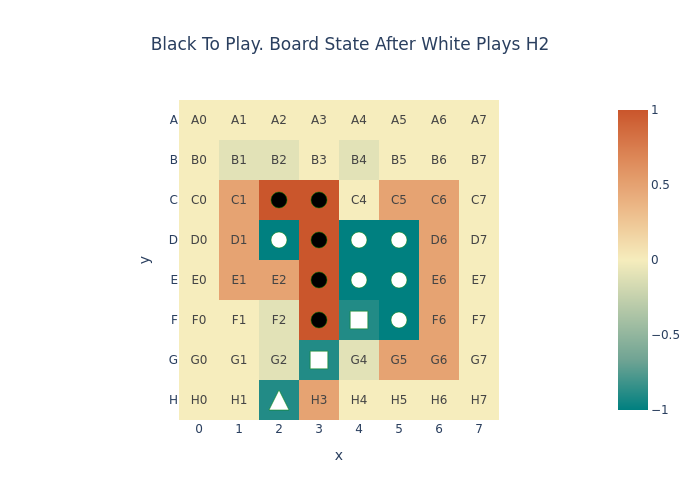 Black To Play. Board State After White Plays H2
A A0 A1 A2 A3 A4 A5 A6 A7
B B0 B1 B2 B3 B4 B5 B6 B7
C C0 C1 C4 C5 C6 C7
D D0 D1 D6 D7
E E0 E1 E2 E6 E7
F F0 F1 F2 F6 F7
G G0 G1 G2 G4 G5 G6 G7
H H0 H1 H3 H4 H5 H6 H7
0 1 2 3 4 5 6 7
x
y
1
0.5
0
−0.5
−1